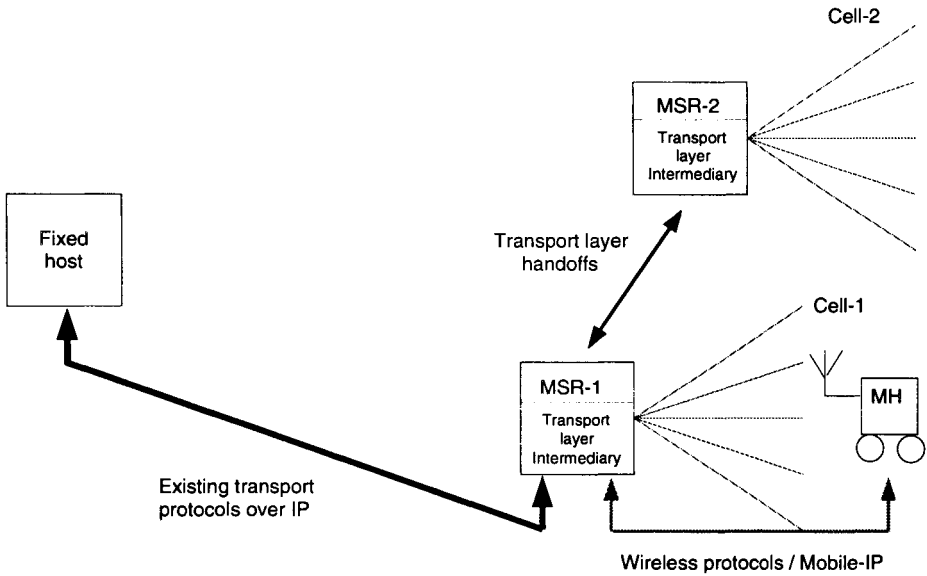 Cell-2
MSR-2
Transport
layer
Intermediary
Fixed
host
Transport layer
handoffs
Cell-1
MSR-1
Transport
layer
Intermediary
MH
Existing transport
protocols over IP
Wireless protocols / Mobile-IP